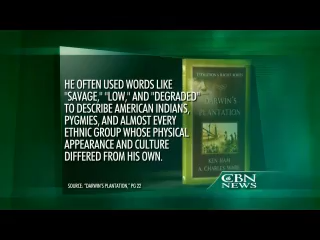 HE OFTEN USED WORDS LIKE
"SAVAGE," "LOW," AND "DEGRADED"
TO DESCRIBE AMERICAN INDIANS,
PYGMIES, AND ALMOST EVERY
ETHNIC GROUP WHOSE PHYSICAL
APPEARANCE AND CULTURE
DIFFERED FROM HIS OWN.
SOURCE: "DARWIN'S PLANTATION," PG 22
DARWIN'S
PLANTATION
KEN HAM
CBN
NEWS